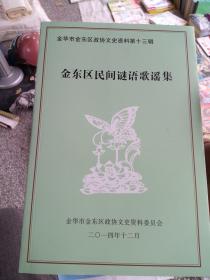 金华市金东区政协文史资料第十三辑
金东区民间谜语歌谣集
金华市金东区政协文史资料委员会
二〇一四年十二月